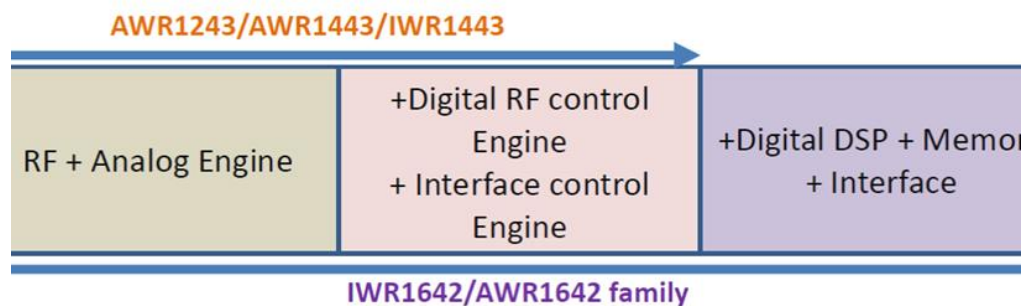 AWR1243/AWR1443/IWR1443
RF + Analog Engine
+Digital RF control
Engine
+ Interface control
Engine
+Digital DSP + Memor
+ Interface
IWR1642/AWR1642 family